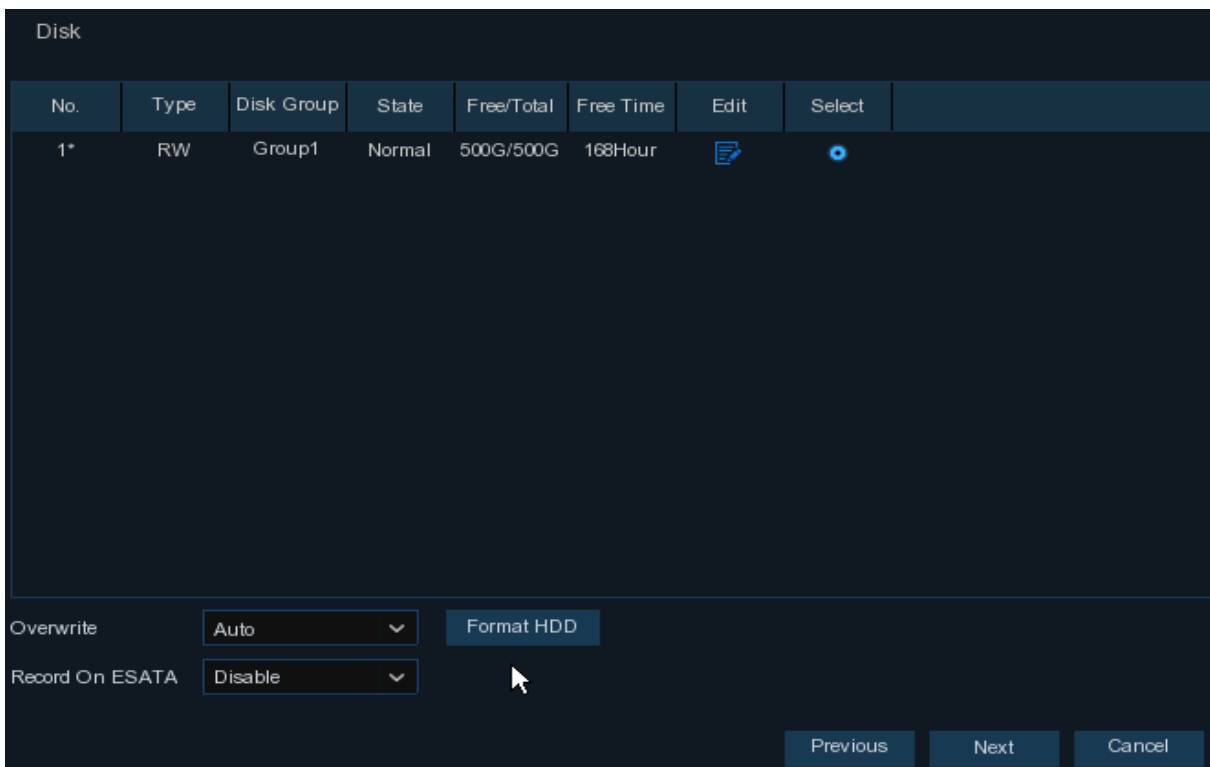 Disk
No. Type Disk Group State Free/Total Free Time Edit Select
1* RW Group1 Normal 500G/500G 168Hour
Overwrite Auto Format HDD
Record On ESATA Disable
Previous Next Cancel